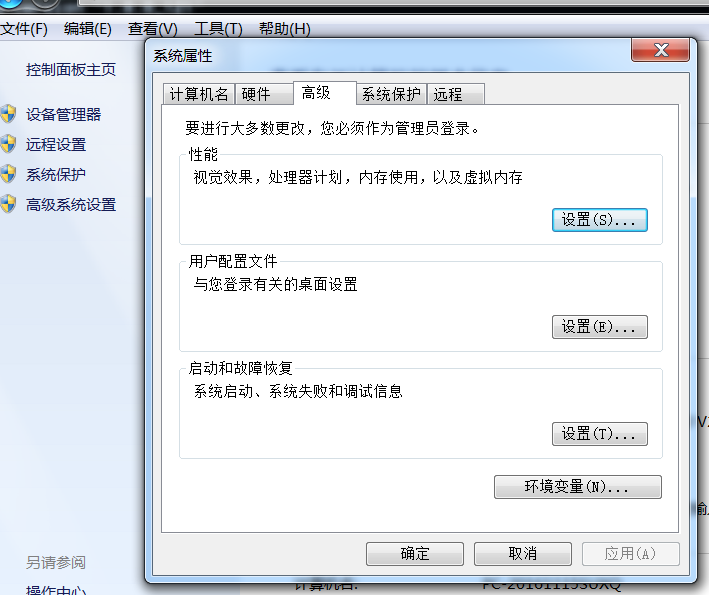 文件(F) 编辑(E) 查看(V) 工具(T) 帮助(H)
控制面板主页
设备管理器
远程设置
系统保护
高级系统设置
另请参阅
操作中心
系统属性
计算机名 硬件 高级 系统保护 远程
要进行大多数更改，您必须作为管理员登录。
性能
视觉效果，处理器计划，内存使用，以及虚拟内存
设置(S)...
用户配置文件
与您登录有关的桌面设置
设置(E)...
启动和故障恢复
系统启动、系统失败和调试信息
设置(T)...
环境变量(N)...
确定 取消 应用(A)
计算机名: